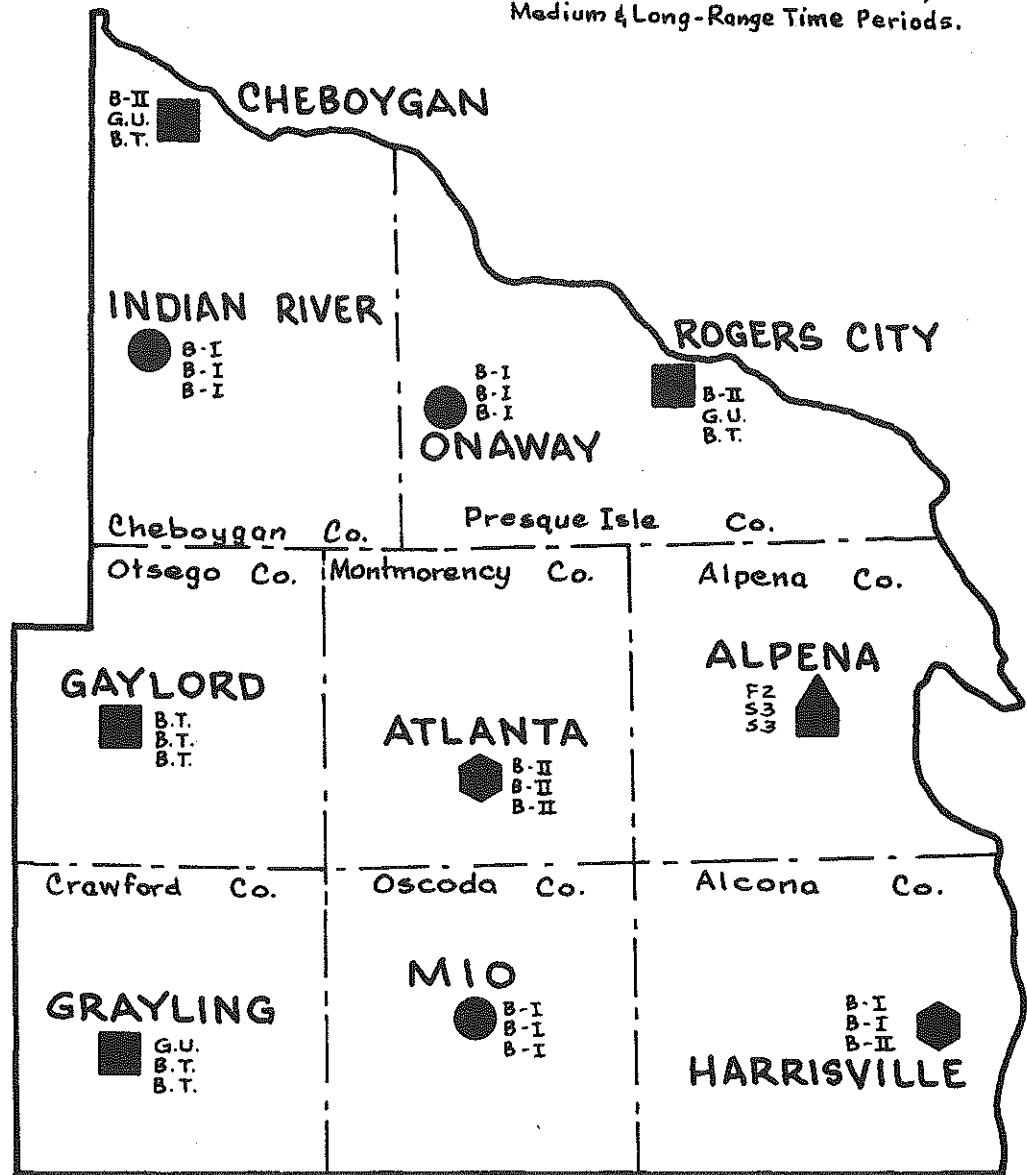 Medium & Long-Range Time Periods.
CHEBOYGAN
B-II
G.U.
B.T.
INDIAN RIVER
B-I
B-I
B-I
ROGERS CITY
B-II
G.U.
B.T.
B-I
B-I
B-I
ONAWAY
Cheboygan Co.
Presque Isle Co.
Otsego Co.
Montmorency Co.
Alpena Co.
GAYLORD
B.T.
B.T.
B.T.
ATLANTA
B-II
B-II
B-II
ALPENA
F2
S3
S3
Crawford Co.
Oscoda Co.
Alcona Co.
GRAYLING
G.U.
B.T.
B.T.
MIO
B-I
B-I
B-I
B-I
B-I
B-II
HARRISVILLE